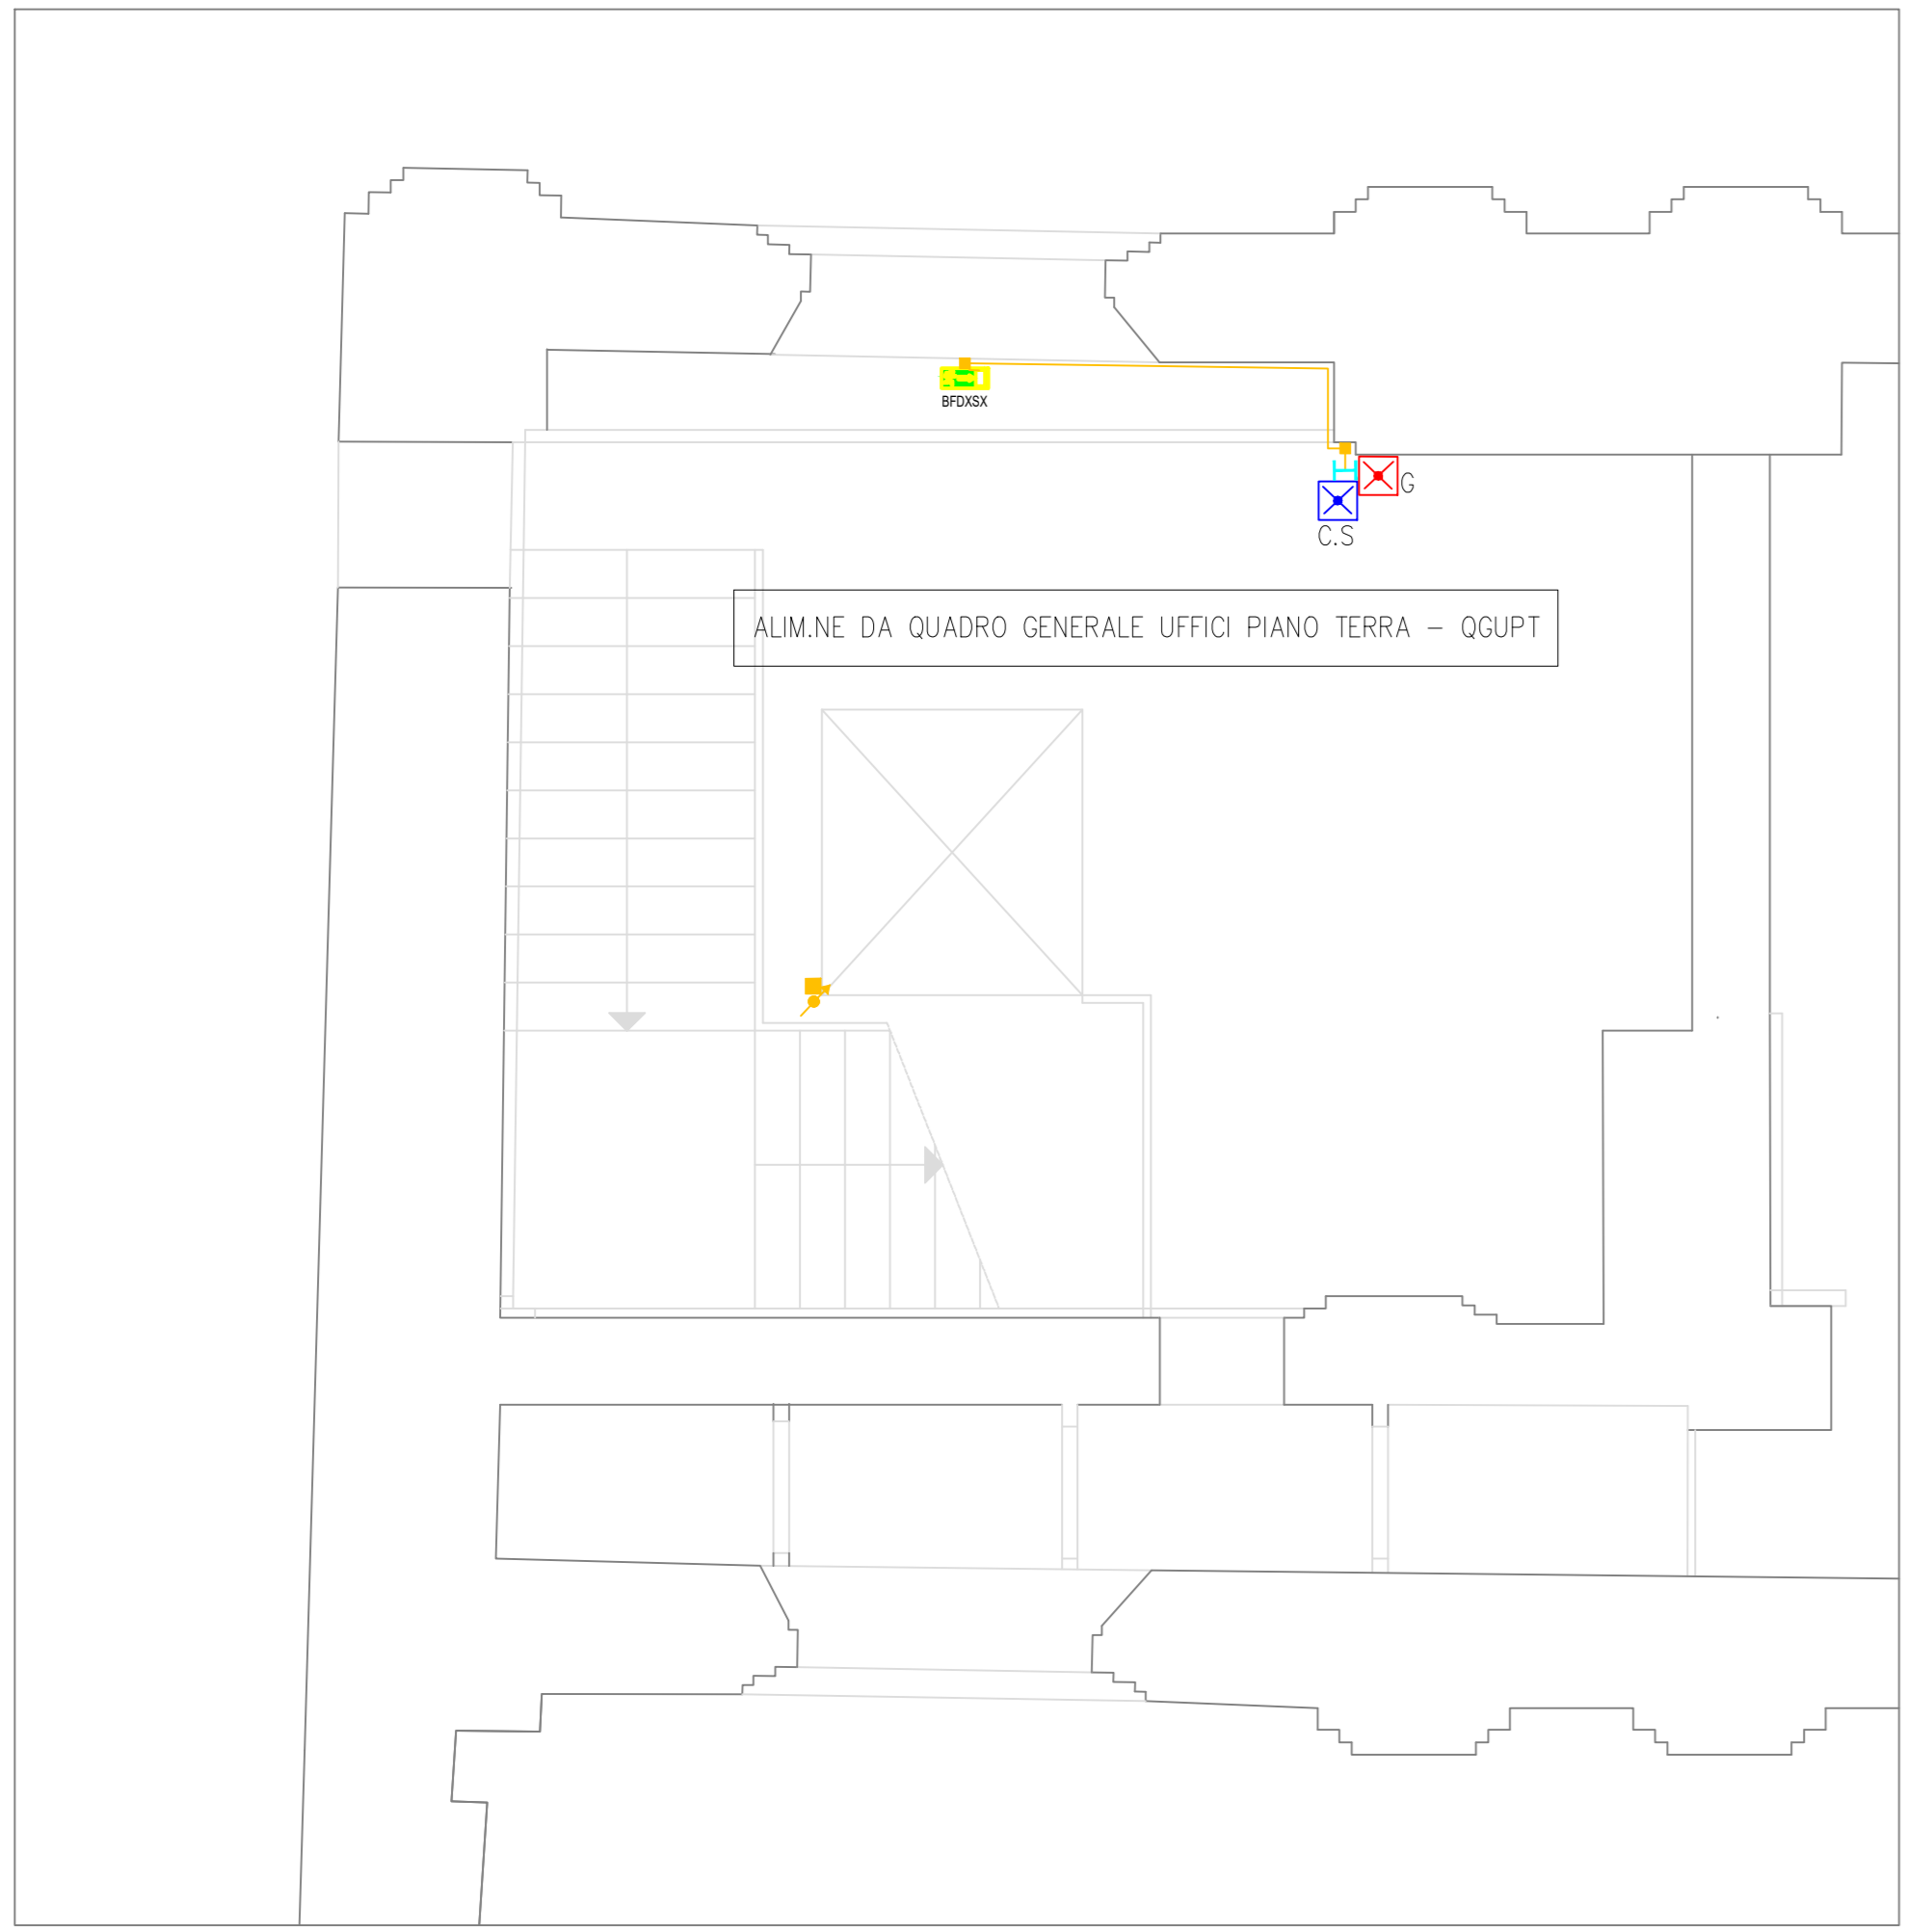 BFDXSX
G
C.S
ALIM.NE DA QUADRO GENERALE UFFICI PIANO TERRA – QGUPT